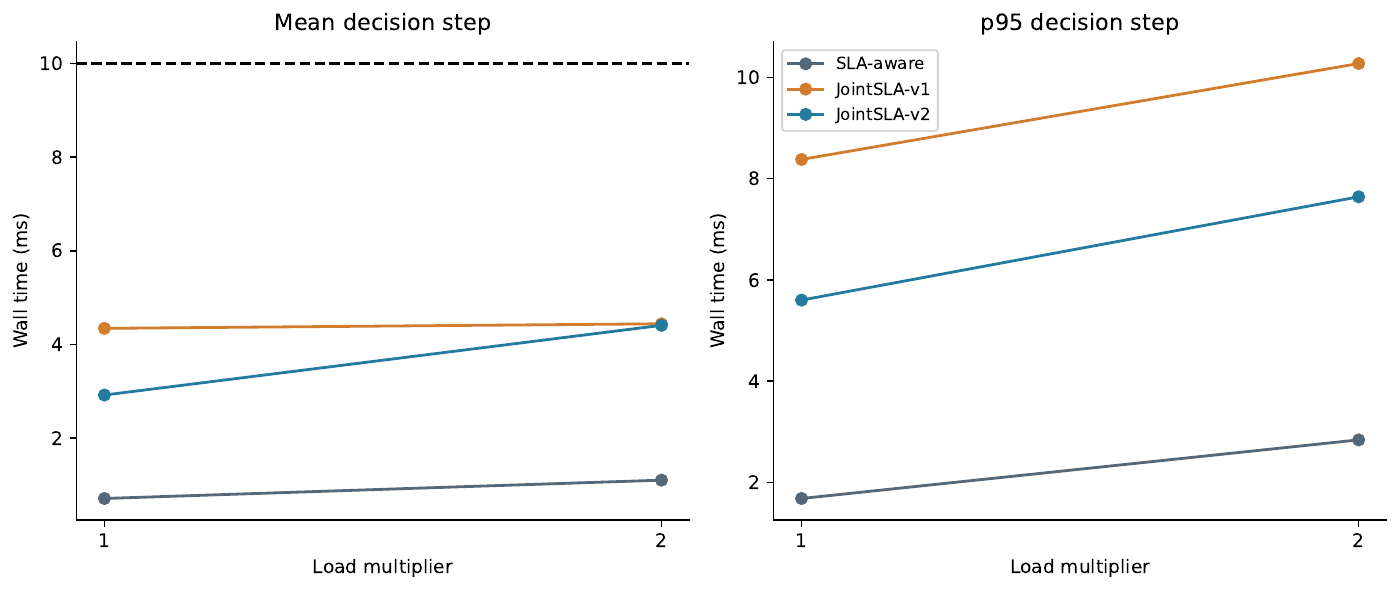 Mean decision step
10
8
6
4
2
Wall time (ms)
1
2
Load multiplier
p95 decision step
SLA-aware
JointSLA-v1
JointSLA-v2
10
8
6
4
2
Wall time (ms)
1
2
Load multiplier